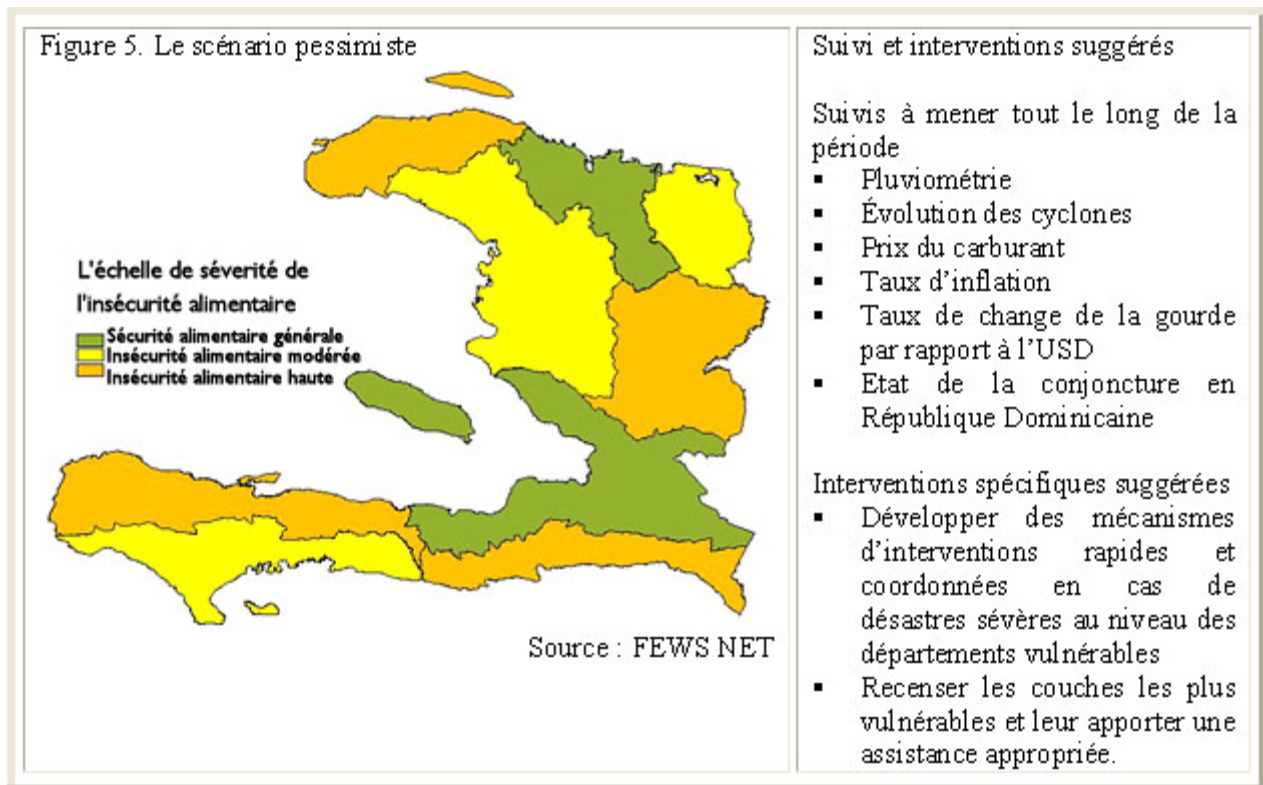 Figure 5. Le scénario pessimiste
L'échelle de séverité de
l'insécurité alimentaire
Sécurité alimentaire générale
Insécurité alimentaire modérée
Insécurité alimentaire haute
Source : FEWS NET
Suivi et interventions suggérés
Suivis à mener tout le long de la
période
▪ Pluviométrie
▪ Évolution des cyclones
▪ Prix du carburant
▪ Taux d'inflation
▪ Taux de change de la gourde
par rapport à l'USD
▪ Etat de la conjoncture en
République Dominicaine
Interventions spécifiques suggérées
▪ Développer des mécanismes
d'interventions rapides et
coordonnées en cas de
désastres sévères au niveau des
départements vulnérables
▪ Recenser les couches les plus
vulnérables et leur apporter une
assistance appropriée.